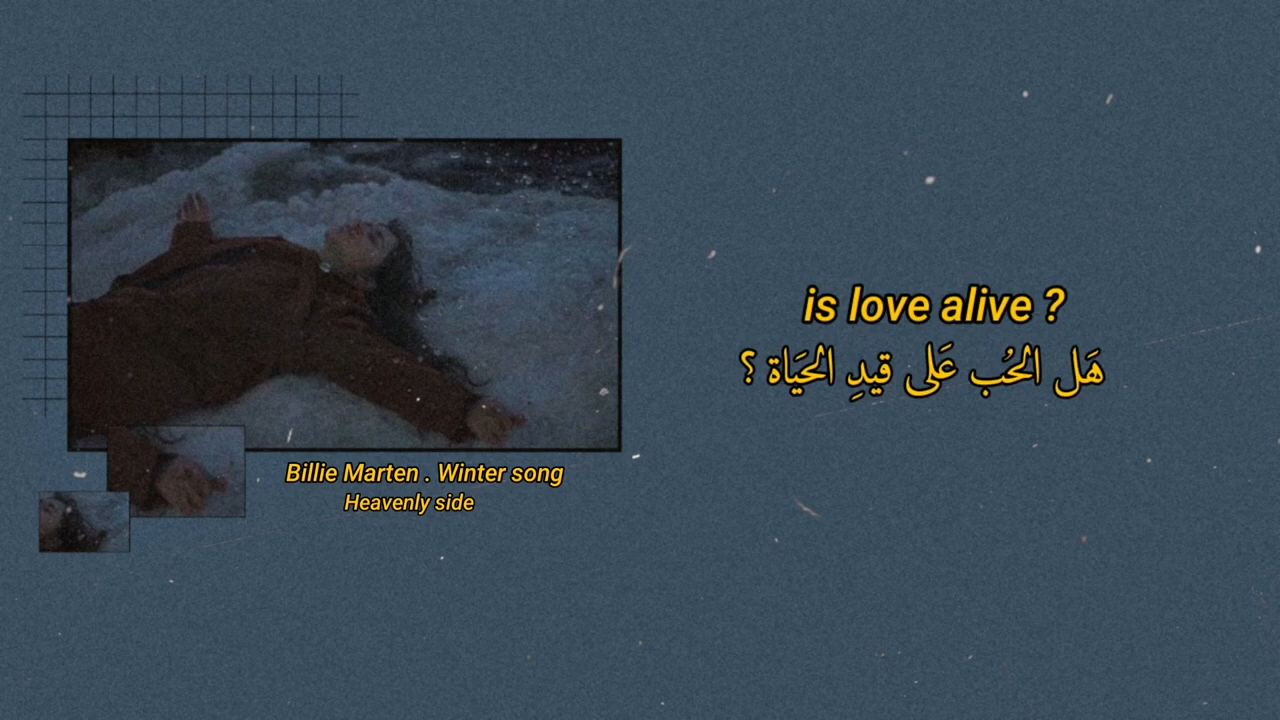 is love alive ?
هَل الحُب عَلى قيدِ الحَياة ؟
Billie Marten . Winter song
Heavenly side